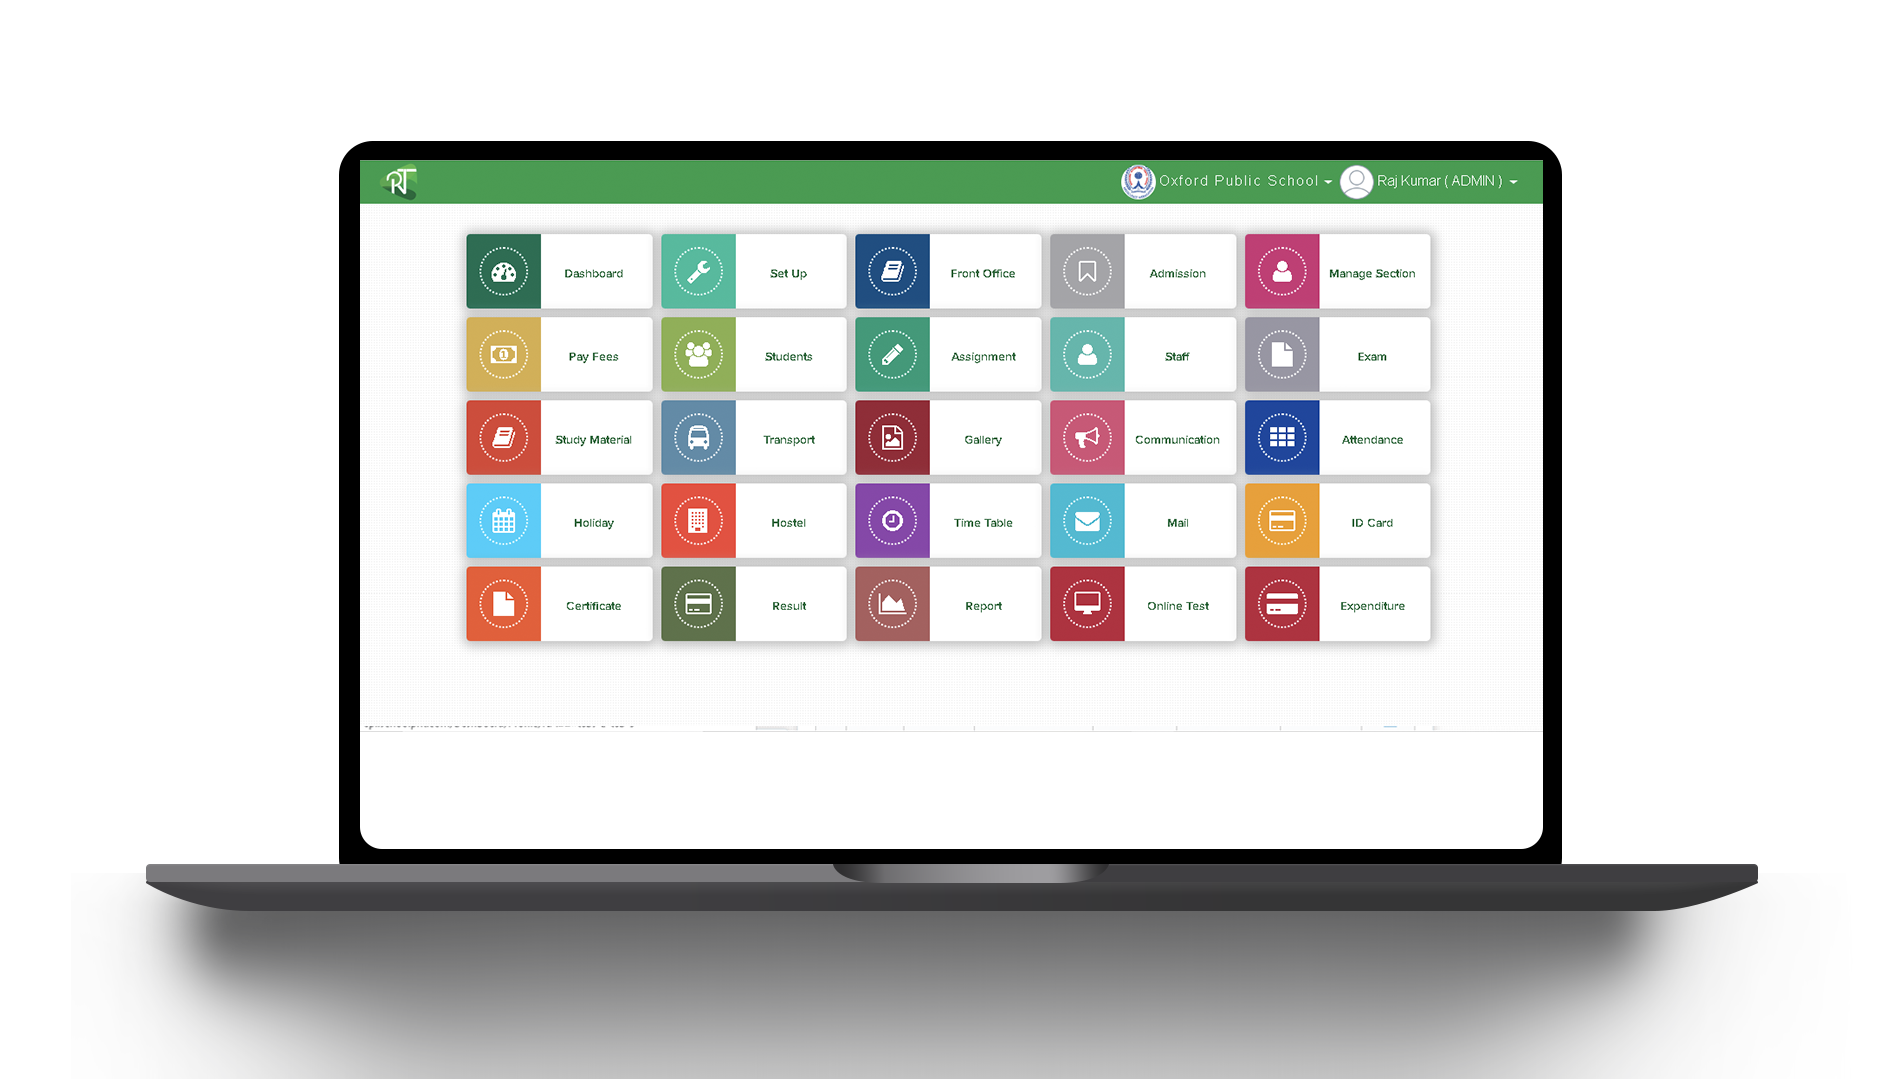 RT
Oxford Public School
Raj Kumar ( ADMIN )
Dashboard
Set Up
Front Office
Admission
Manage Section
Pay Fees
Students
Assignment
Staff
Exam
Study Material
Transport
Gallery
Communication
Attendance
Holiday
Hostel
Time Table
Mail
ID Card
Certificate
Result
Report
Online Test
Expenditure